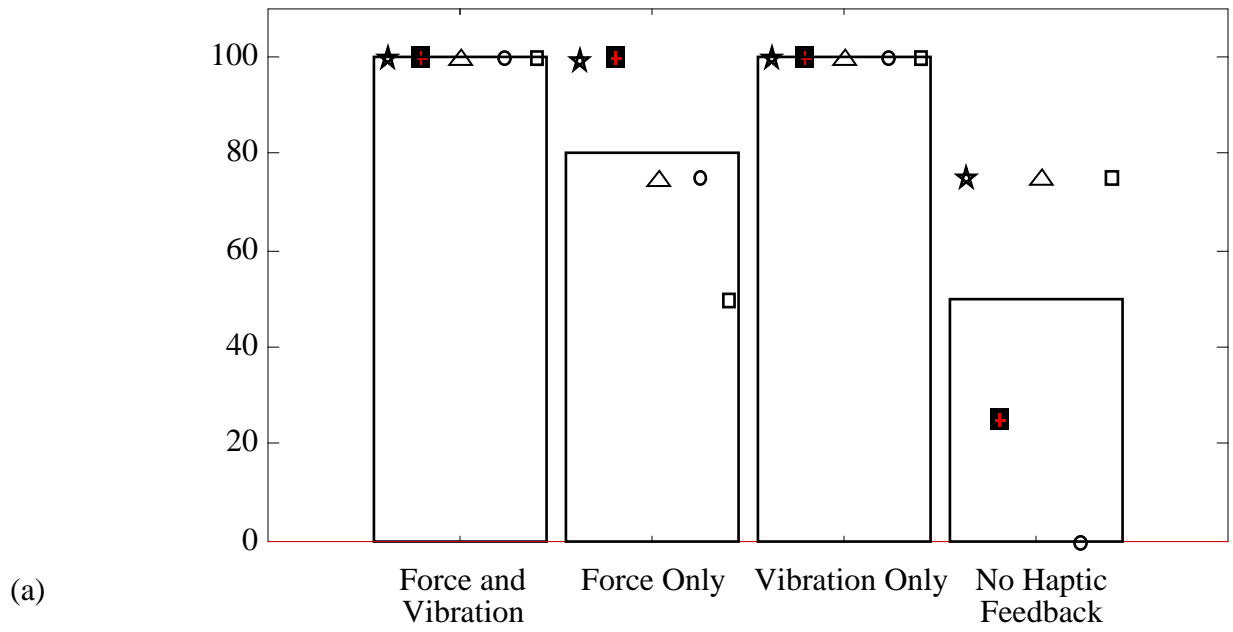 100
80
60
40
20
0
Force and
Vibration
Force Only
Vibration Only
No Haptic
Feedback
(a)